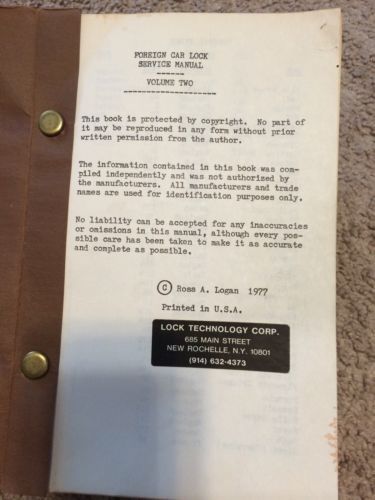 FOREIGN CAR LOCK
SERVICE MANUAL
------
VOLUME TWO
--------------------
This book is protected by copyright. No part of
it may be reproduced in any form without prior
written permission from the author.
The information contained in this book was com-
piled independently and was not authorized by
the manufacturers. All manufacturers and trade
names are used for identification purposes only.
No liability can be accepted for any inaccuracies
or omissions in this manual, although every pos-
sible care has been taken to make it as accurate
and complete as possible.
© Ross A. Logan 1977
Printed in U.S.A.
LOCK TECHNOLOGY CORP.
685 MAIN STREET
NEW ROCHELLE, N.Y. 10801
(914) 632-4373